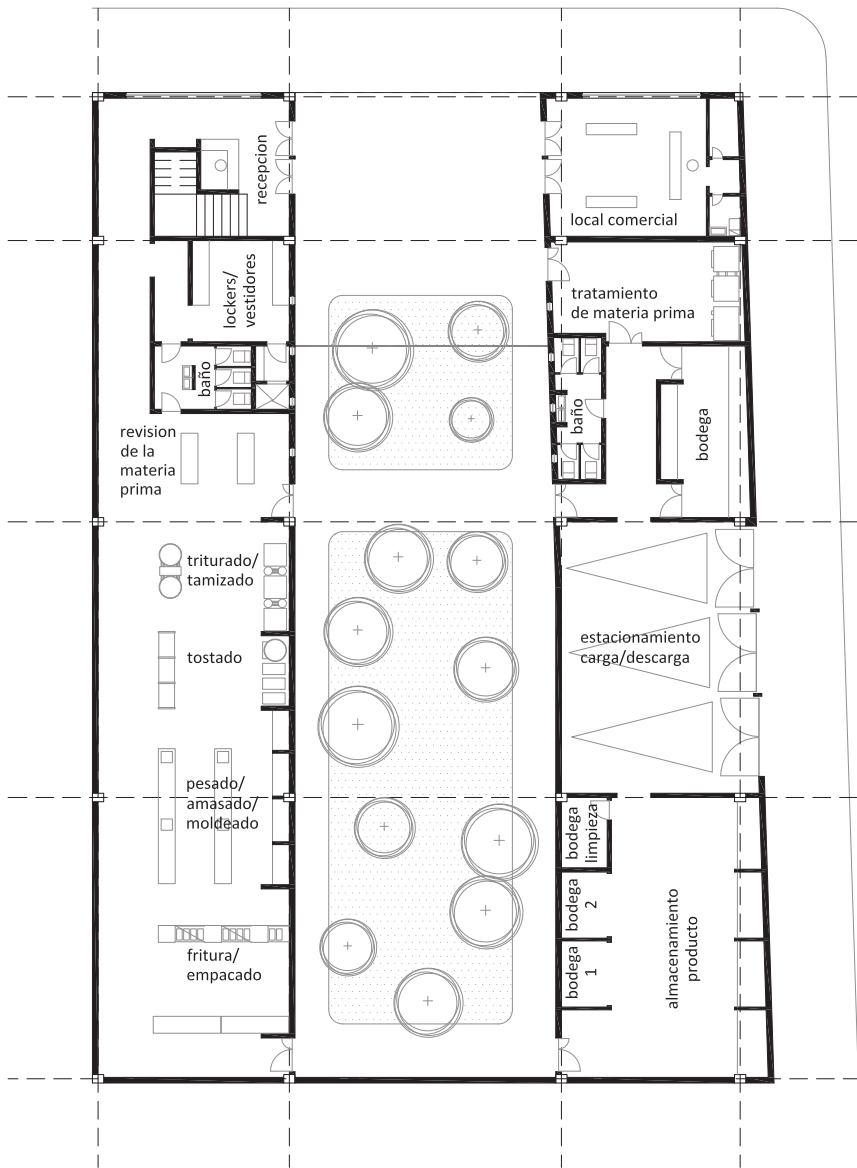 recepcion
local comercial
lockers/
vestidores
tratamiento
de materia prima
baño
baño
bodega
revision
de la
materia
prima
triturado/
tamizado
estacionamiento
carga/descarga
tostado
pesado/
amasado/
moldeado
bodega
limpieza
bodega
2
almacenamiento
producto
fritura/
empacado
bodega
1